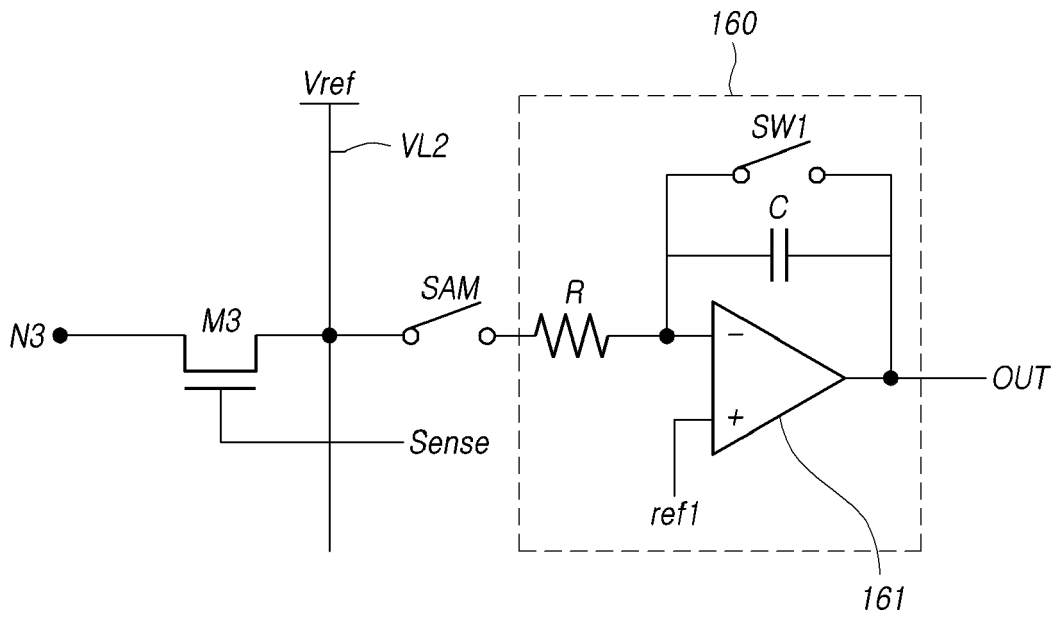 160
Vref
VL2
SW1
C
SAM
R
N3
M3
−
OUT
+
Sense
ref1
161